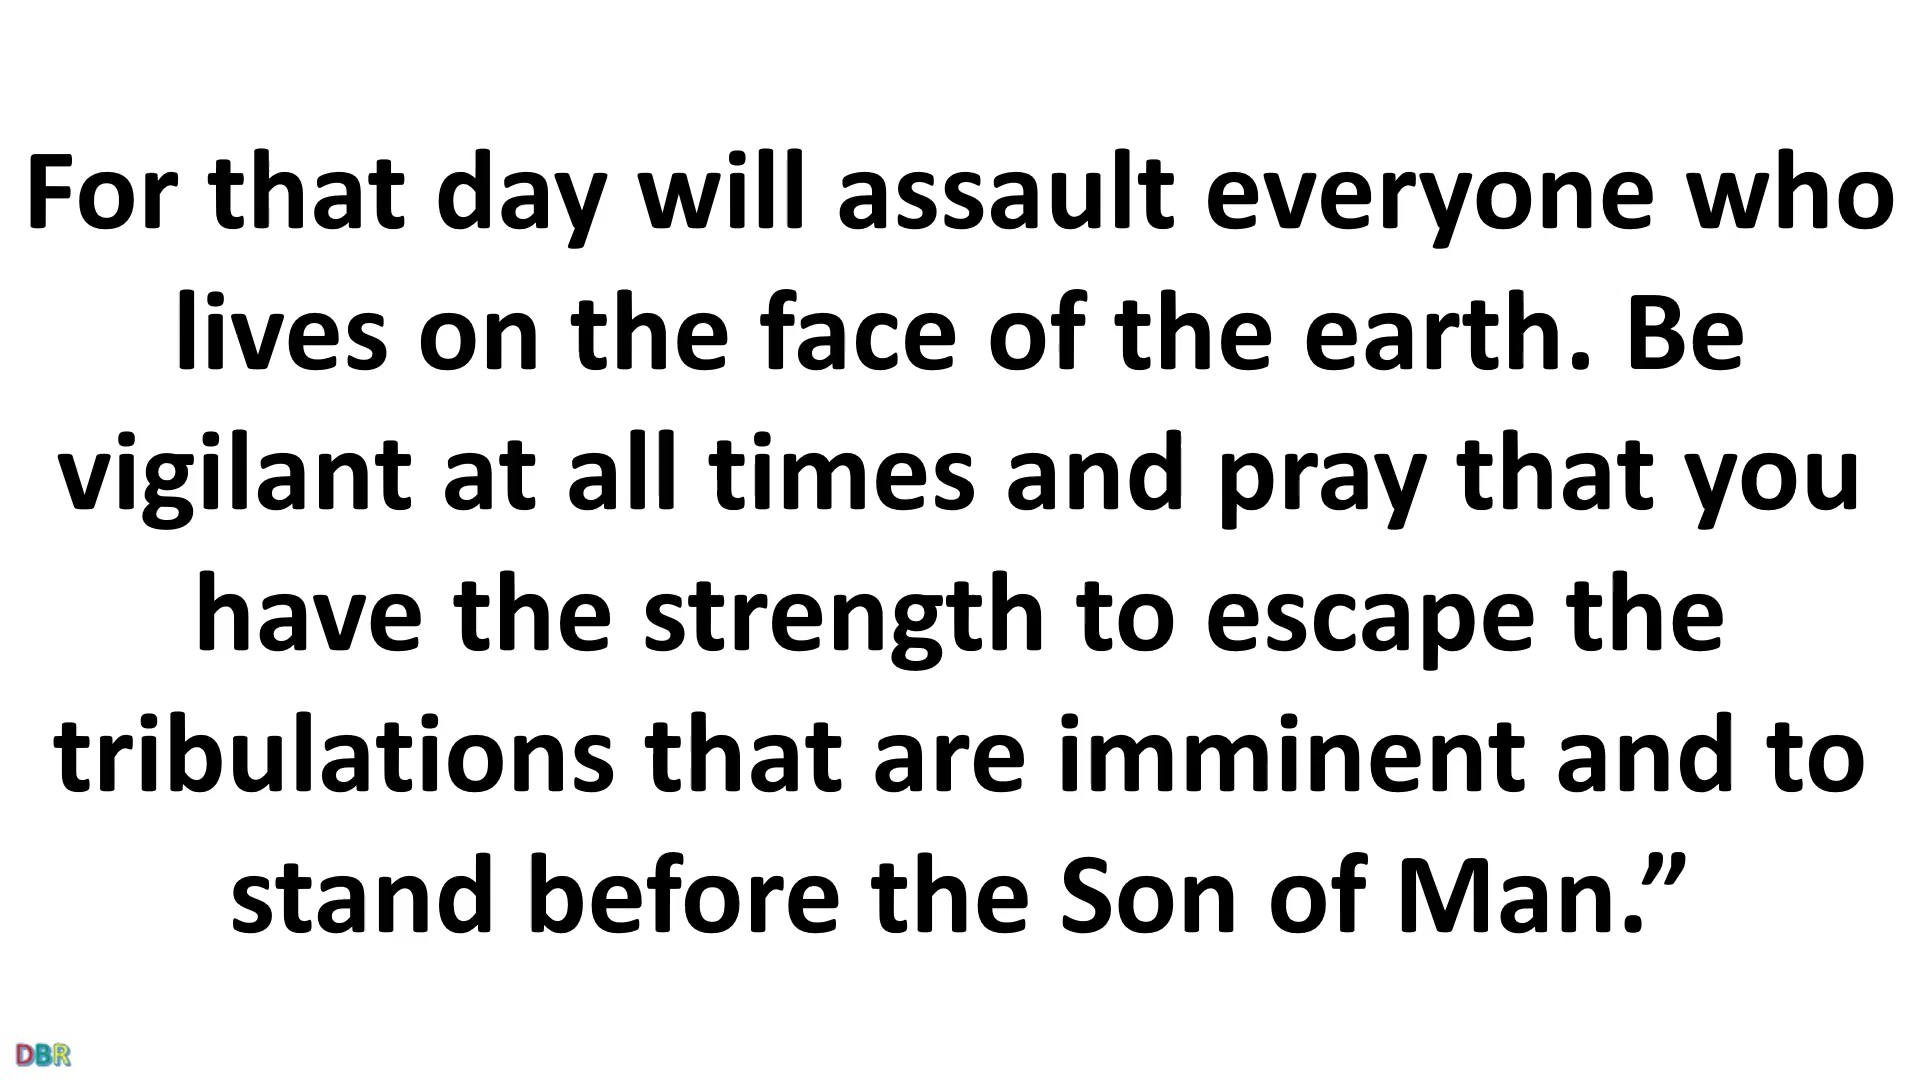 For that day will assault everyone who
lives on the face of the earth. Be
vigilant at all times and pray that you
have the strength to escape the
tribulations that are imminent and to
stand before the Son of Man.”
DBR